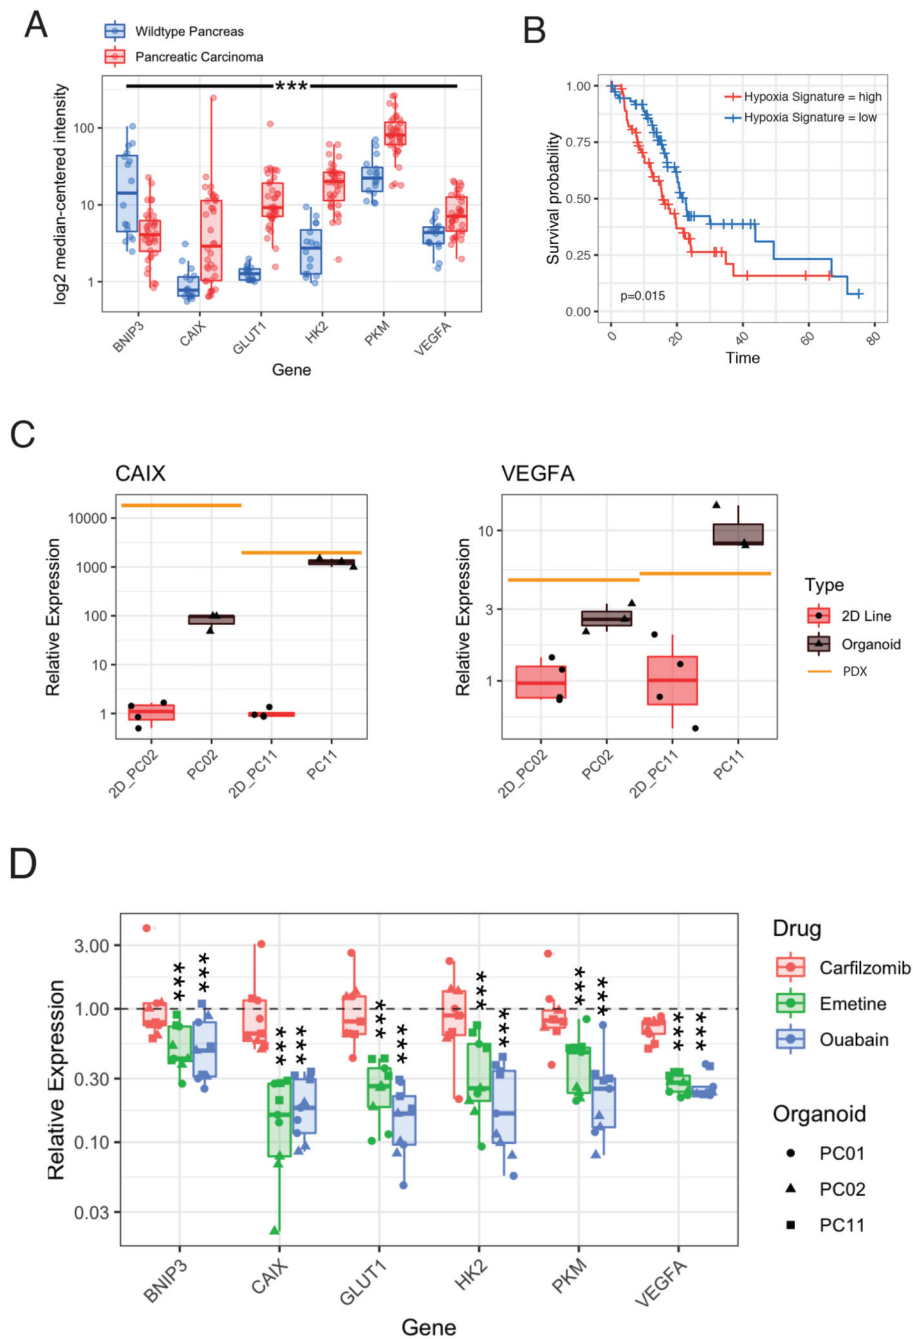 A
Wildtype Pancreas
Pancreatic Carcinoma
***
log2 median-centered intensity
100
10
1
BNIP3
CAIX
GLUT1
HK2
PKM
VEGFA
Gene
B
Hypoxia Signature = high
Hypoxia Signature = low
Survival probability
1.00
0.75
0.50
0.25
0.00
p=0.015
0
20
40
60
80
Time
C
CAIX
Relative Expression
10000
1000
100
10
1
2D_PC02
PC02
2D_PC11
PC11
VEGFA
Relative Expression
10
3
1
2D_PC02
PC02
2D_PC11
PC11
Type
2D Line
Organoid
PDX
D
Relative Expression
3.00
1.00
0.30
0.10
0.03
***
***
***
***
***
***
***
***
***
***
***
***
BNIP3
CAIX
GLUT1
HK2
PKM
VEGFA
Gene
Drug
Carfilzomib
Emetine
Ouabain
Organoid
PC01
PC02
PC11